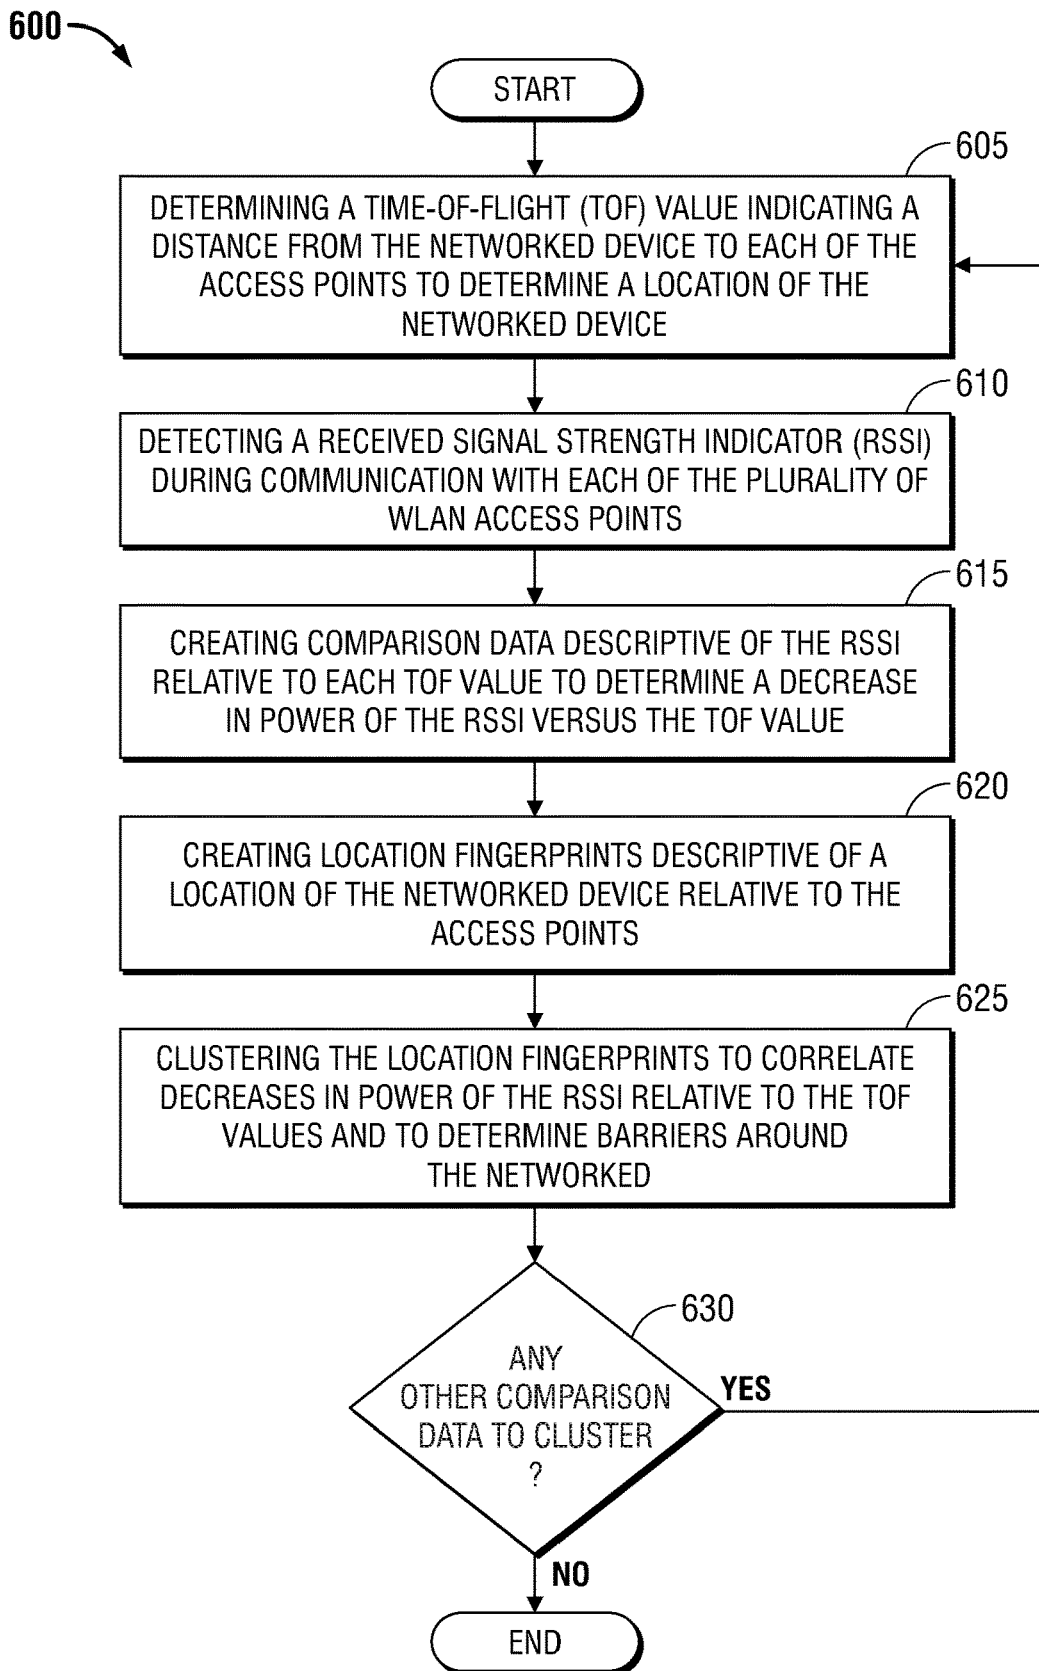 600
START
605
DETERMINING A TIME-OF-FLIGHT (TOF) VALUE INDICATING A
DISTANCE FROM THE NETWORKED DEVICE TO EACH OF THE
ACCESS POINTS TO DETERMINE A LOCATION OF THE
NETWORKED DEVICE
610
DETECTING A RECEIVED SIGNAL STRENGTH INDICATOR (RSSI)
DURING COMMUNICATION WITH EACH OF THE PLURALITY OF
WLAN ACCESS POINTS
615
CREATING COMPARISON DATA DESCRIPTIVE OF THE RSSI
RELATIVE TO EACH TOF VALUE TO DETERMINE A DECREASE
IN POWER OF THE RSSI VERSUS THE TOF VALUE
620
CREATING LOCATION FINGERPRINTS DESCRIPTIVE OF A
LOCATION OF THE NETWORKED DEVICE RELATIVE TO THE
ACCESS POINTS
625
CLUSTERING THE LOCATION FINGERPRINTS TO CORRELATE
DECREASES IN POWER OF THE RSSI RELATIVE TO THE TOF
VALUES AND TO DETERMINE BARRIERS AROUND
THE NETWORKED
630
ANY
OTHER COMPARISON
DATA TO CLUSTER
?
YES
NO
END